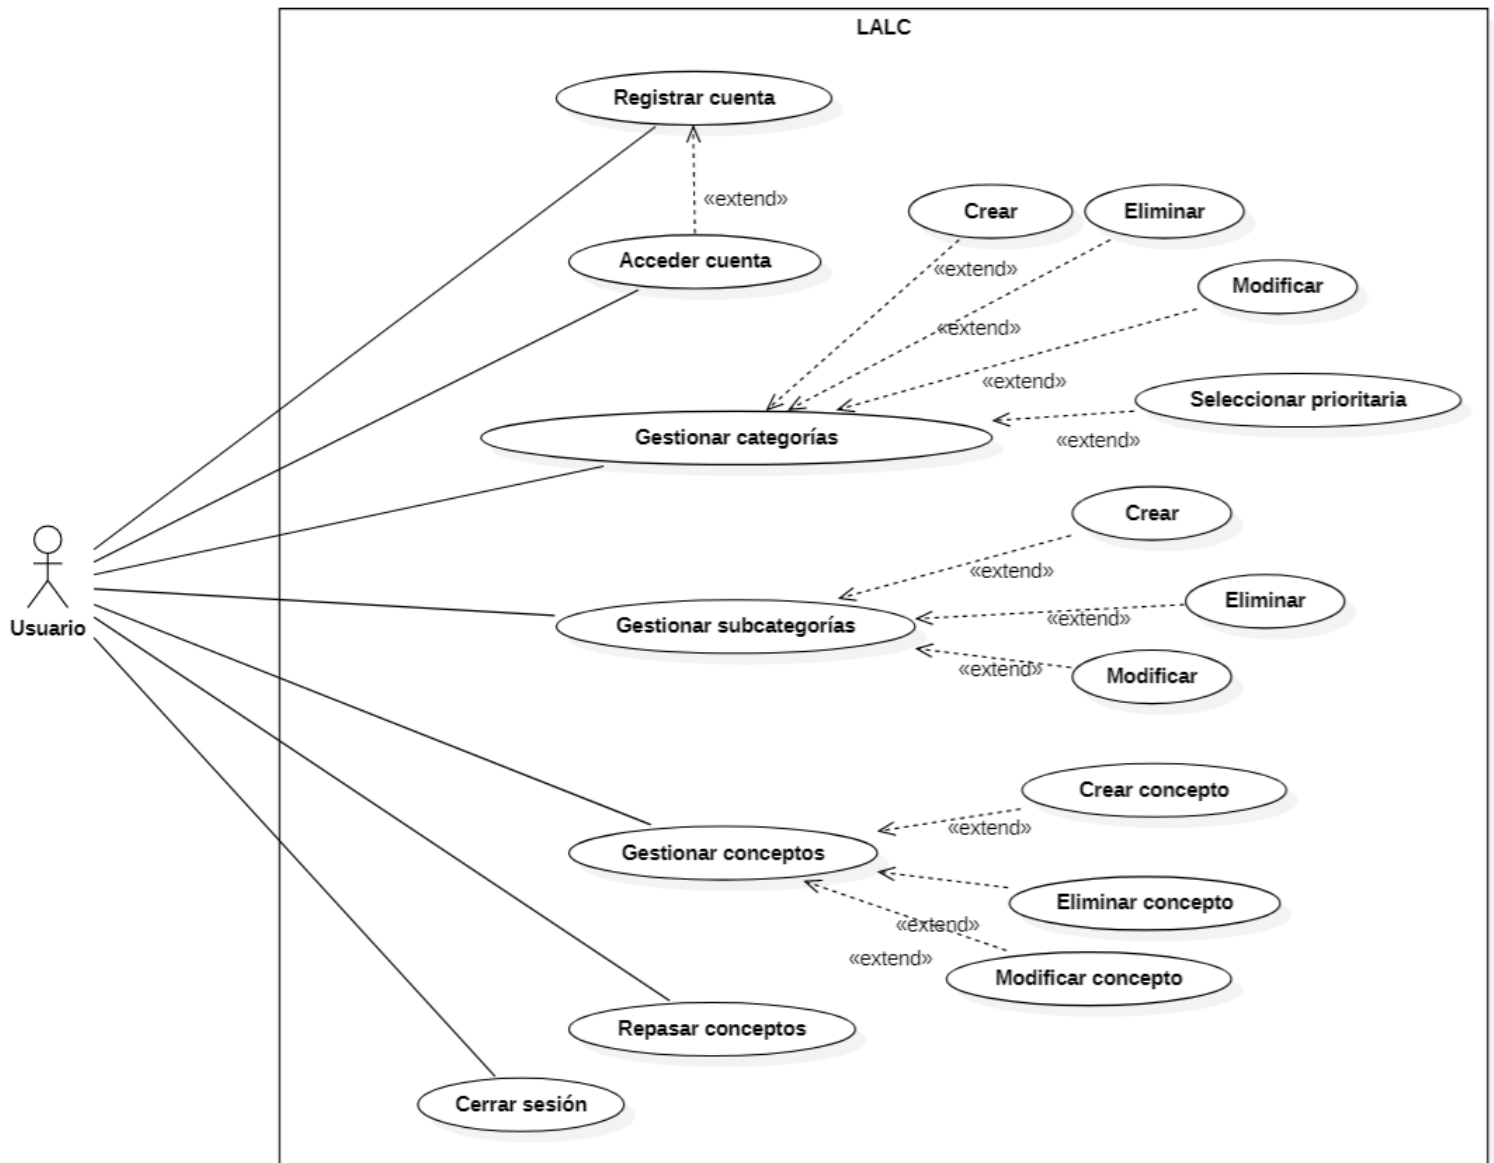 LALC
Registrar cuenta
«extend»
Acceder cuenta
Crear
Eliminar
«extend»
Modificar
«extend»
«extend»
Seleccionar prioritaria
«extend»
Gestionar categorías
Crear
«extend»
Eliminar
«extend»
Gestionar subcategorías
Usuario
«extend»
Modificar
Crear concepto
«extend»
Gestionar conceptos
Eliminar concepto
«extend»
«extend»
Modificar concepto
Repasar conceptos
Cerrar sesión